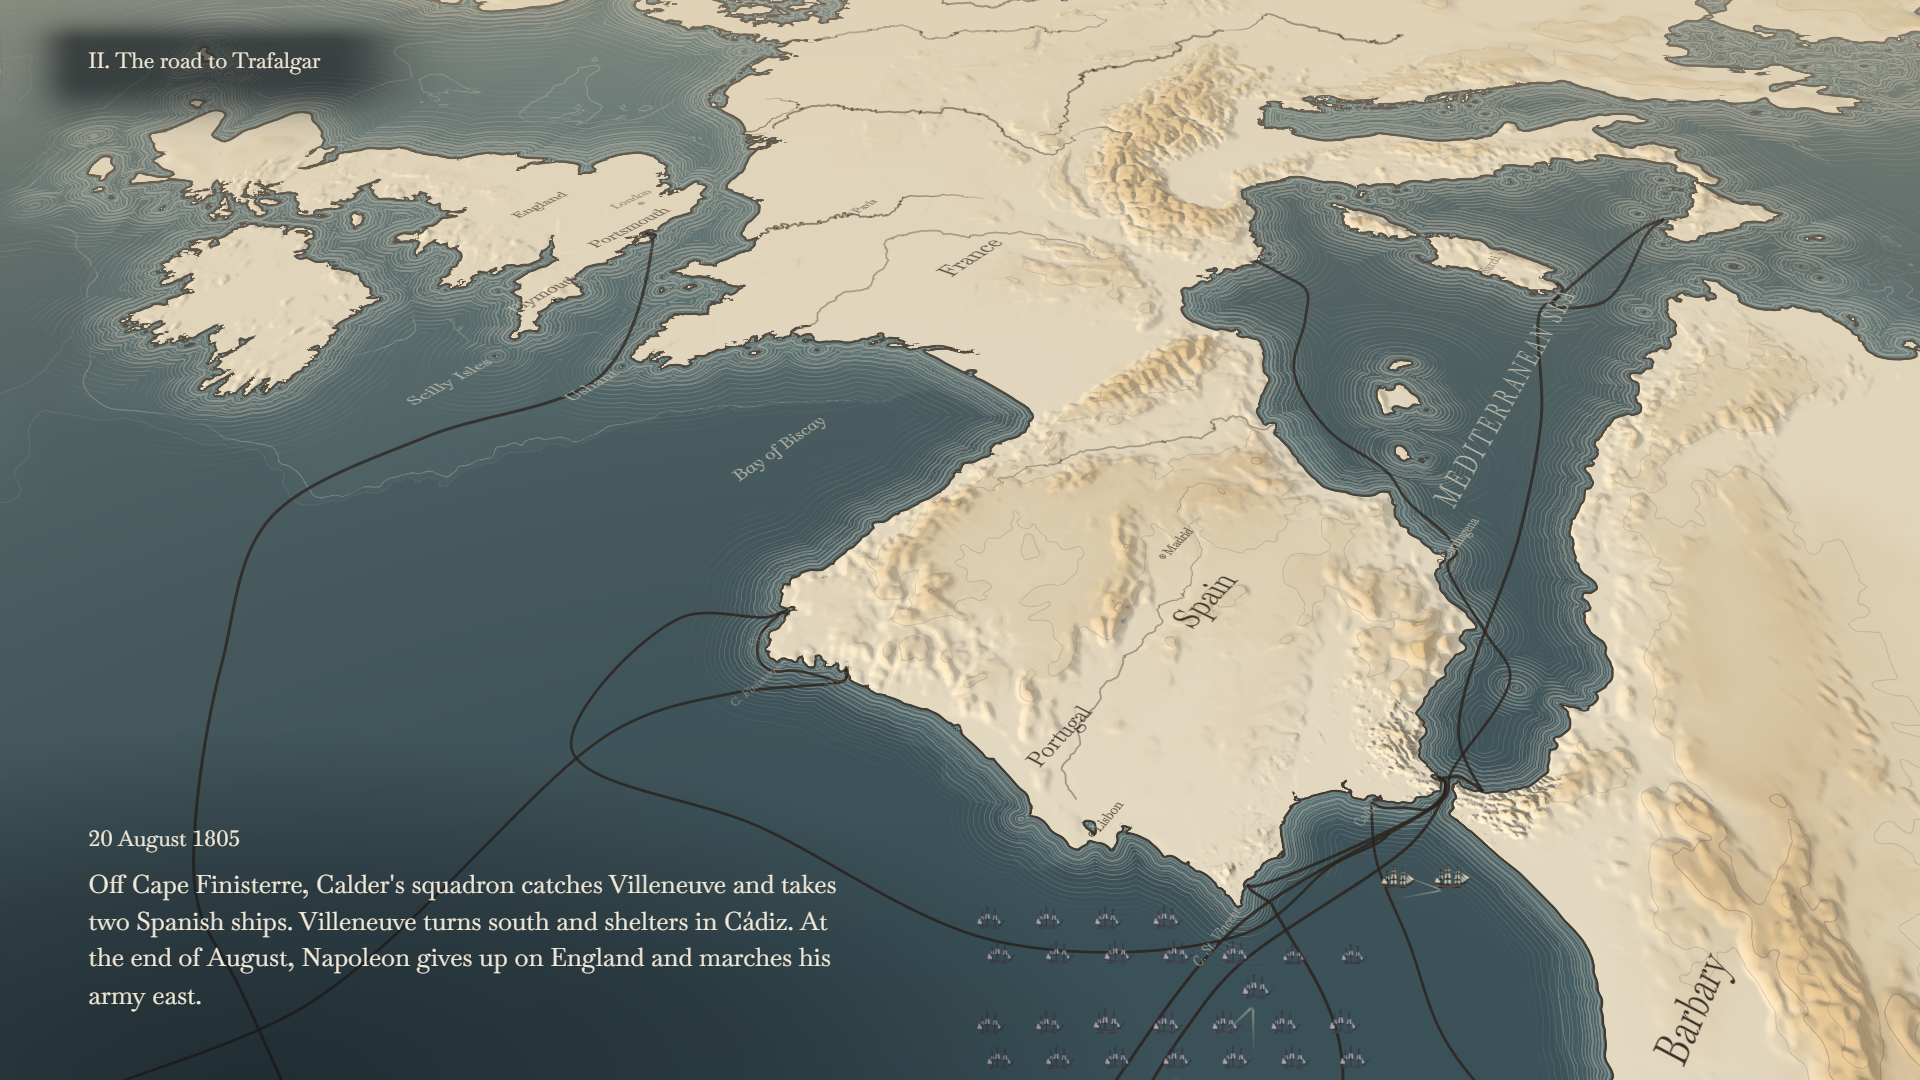 II. The road to Trafalgar
England
London
Portsmouth
Paris
France
Scilly Isles
Ushant
Bay of Biscay
MEDITERRANEAN SEA
Madrid
Spain
Portugal
Lisbon
C. St. Vincent
Barbary
20 August 1805
Off Cape Finisterre, Calder's squadron catches Villeneuve and takes
two Spanish ships. Villeneuve turns south and shelters in Cádiz. At
the end of August, Napoleon gives up on England and marches his
army east.